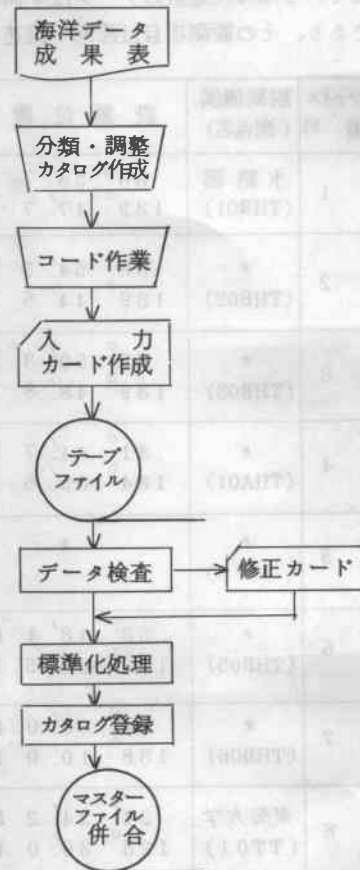 海洋データ
成果表
分類・調整
カタログ作成
コード作業
入力
カード作成
テープ
ファイル
データ検査
修正カード
標準化処理
カタログ登録
マスター
ファイル
併合